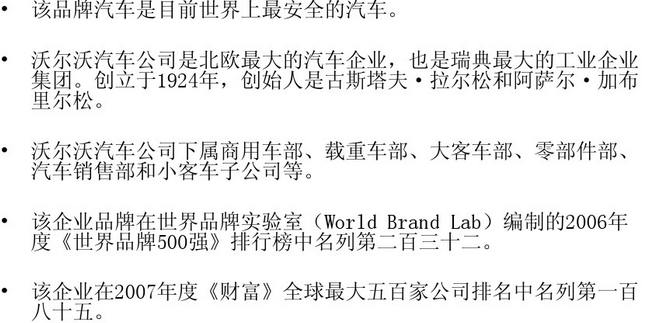 • 该品牌汽车是目前世界上最安全的汽车。
• 沃尔沃汽车公司是北欧最大的汽车企业，也是瑞典最大的工业企业
集团。创立于1924年，创始人是古斯塔夫·拉尔松和阿萨尔·加布
里尔松。
• 沃尔沃汽车公司下属商用车部、载重车部、大客车部、零部件部、
汽车销售部和小客车子公司等。
• 该企业品牌在世界品牌实验室（World Brand Lab）编制的2006年
度《世界品牌500强》排行榜中名列第二百三十二。
• 该企业在2007年度《财富》全球最大五百家公司排名中名列第一百
八十五。